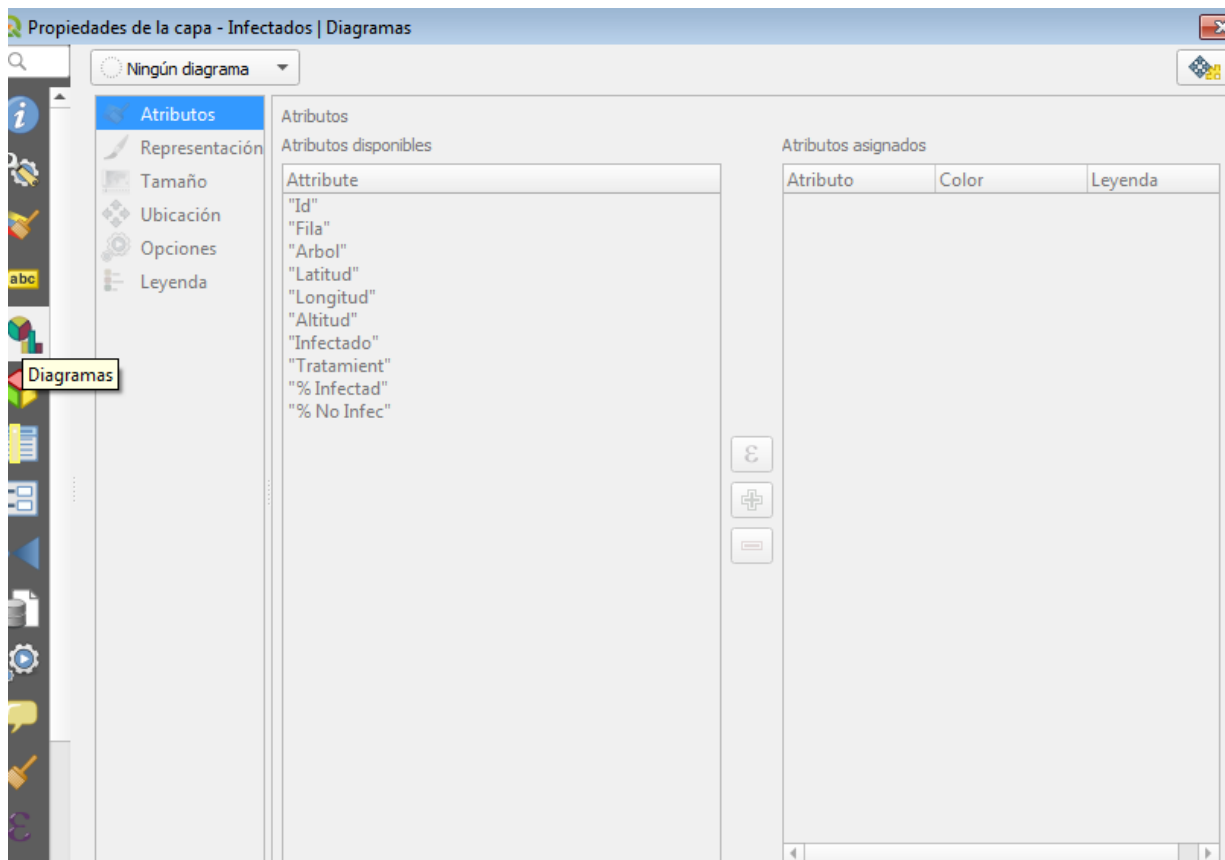 Propiedades de la capa - Infectados | Diagramas
Ningún diagrama
abc
Diagramas
Atributos
Representación
Tamaño
Ubicación
Opciones
Leyenda
Atributos
Atributos disponibles
Attribute
"Id"
"Fila"
"Arbol"
"Latitud"
"Longitud"
"Altitud"
"Infectado"
"Tratamient"
"% Infectad"
"% No Infec"
ε
Atributos asignados
Atributo Color Leyenda